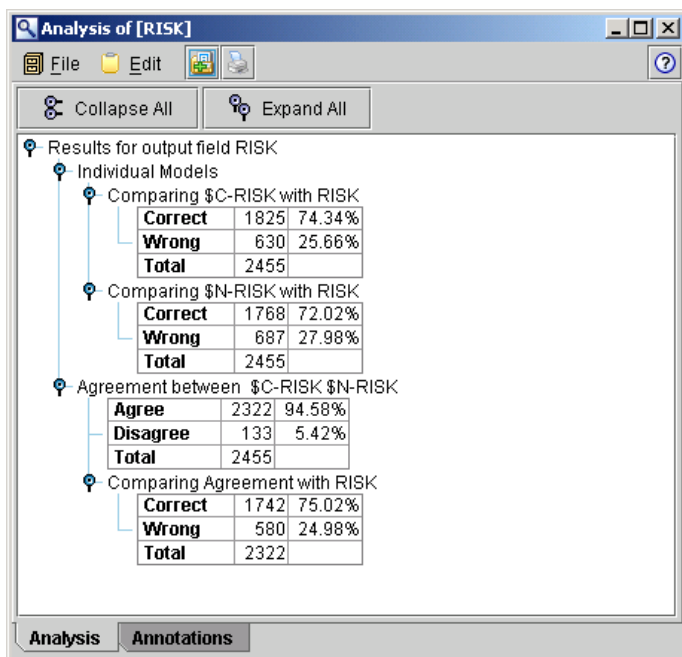 Analysis of [RISK]
File Edit
Collapse All Expand All
Results for output field RISK
Individual Models
Comparing $C-RISK with RISK
Correct 1825 74.34%
Wrong 630 25.66%
Total 2455
Comparing $N-RISK with RISK
Correct 1768 72.02%
Wrong 687 27.98%
Total 2455
Agreement between $C-RISK $N-RISK
Agree 2322 94.58%
Disagree 133 5.42%
Total 2455
Comparing Agreement with RISK
Correct 1742 75.02%
Wrong 580 24.98%
Total 2322
Analysis Annotations